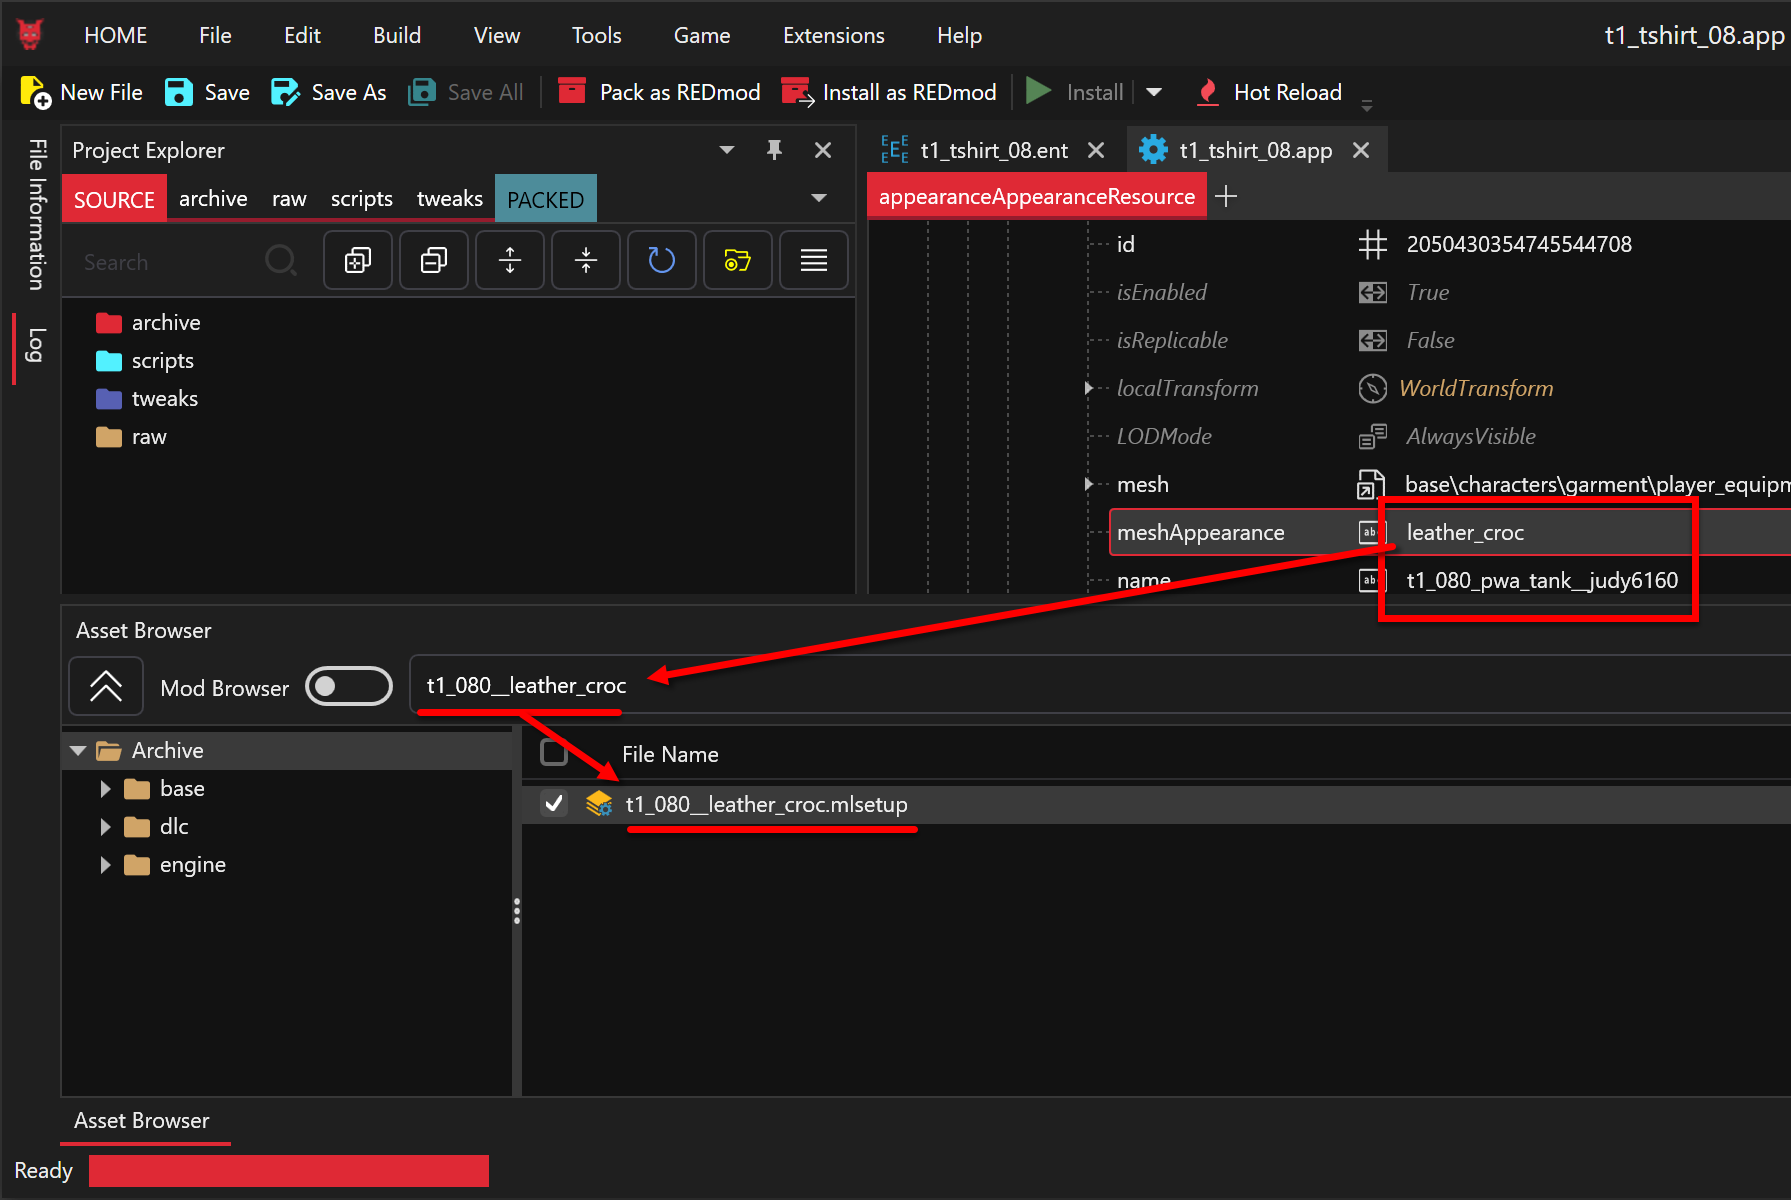 HOME File Edit Build View Tools Game Extensions Help t1_tshirt_08.app
New File Save Save As Save All Pack as REDmod Install as REDmod Install Hot Reload
File Information
Log
Project Explorer
SOURCE archive raw scripts tweaks PACKED
Search
archive
scripts
tweaks
raw
t1_tshirt_08.ent t1_tshirt_08.app
appearanceAppearanceResource
id 2050430354745544708
isEnabled True
isReplicable False
localTransform WorldTransform
LODMode AlwaysVisible
mesh base\characters\garment\player_equipm
meshAppearance leather_croc
name t1_080_pwa_tank__judy6160
Asset Browser
Mod Browser t1_080__leather_croc
Archive
base
dlc
engine
File Name
t1_080__leather_croc.mlsetup
Asset Browser
Ready